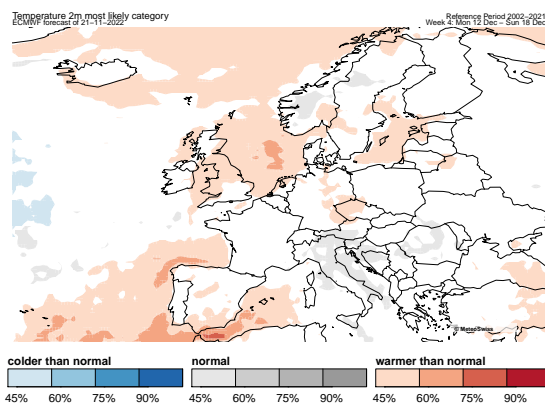 Temperature 2m most likely category
ECMWF forecast of 21-11-2022
Reference Period 2002-2021
Week 4: Mon 12 Dec - Sun 18 Dec
© MeteoSwiss
colder than normal
normal
warmer than normal
45% 60% 75% 90%
45% 60% 75% 90%
45% 60% 75% 90%